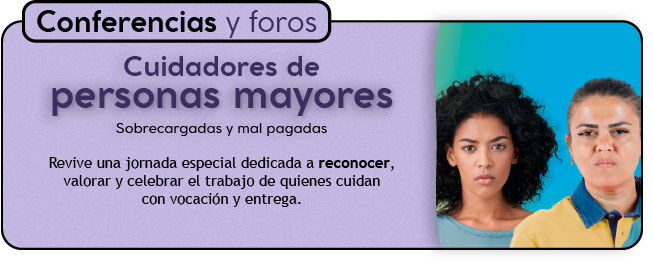 Conferencias y foros
Cuidadores de
personas mayores
Sobrecargadas y mal pagadas
Revive una jornada especial dedicada a reconocer,
valorar y celebrar el trabajo de quienes cuidan
con vocación y entrega.